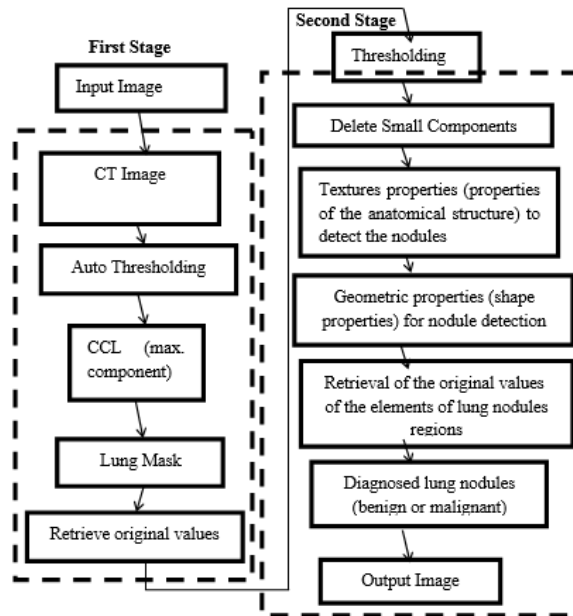 First Stage
Input Image
CT Image
Auto Thresholding
CCL (max.
component)
Lung Mask
Retrieve original values
Second Stage
Thresholding
Delete Small Components
Textures properties (properties
of the anatomical structure) to
detect the nodules
Geometric properties (shape
properties) for nodule detection
Retrieval of the original values
of the elements of lung nodules
regions
Diagnosed lung nodules
(benign or malignant)
Output Image